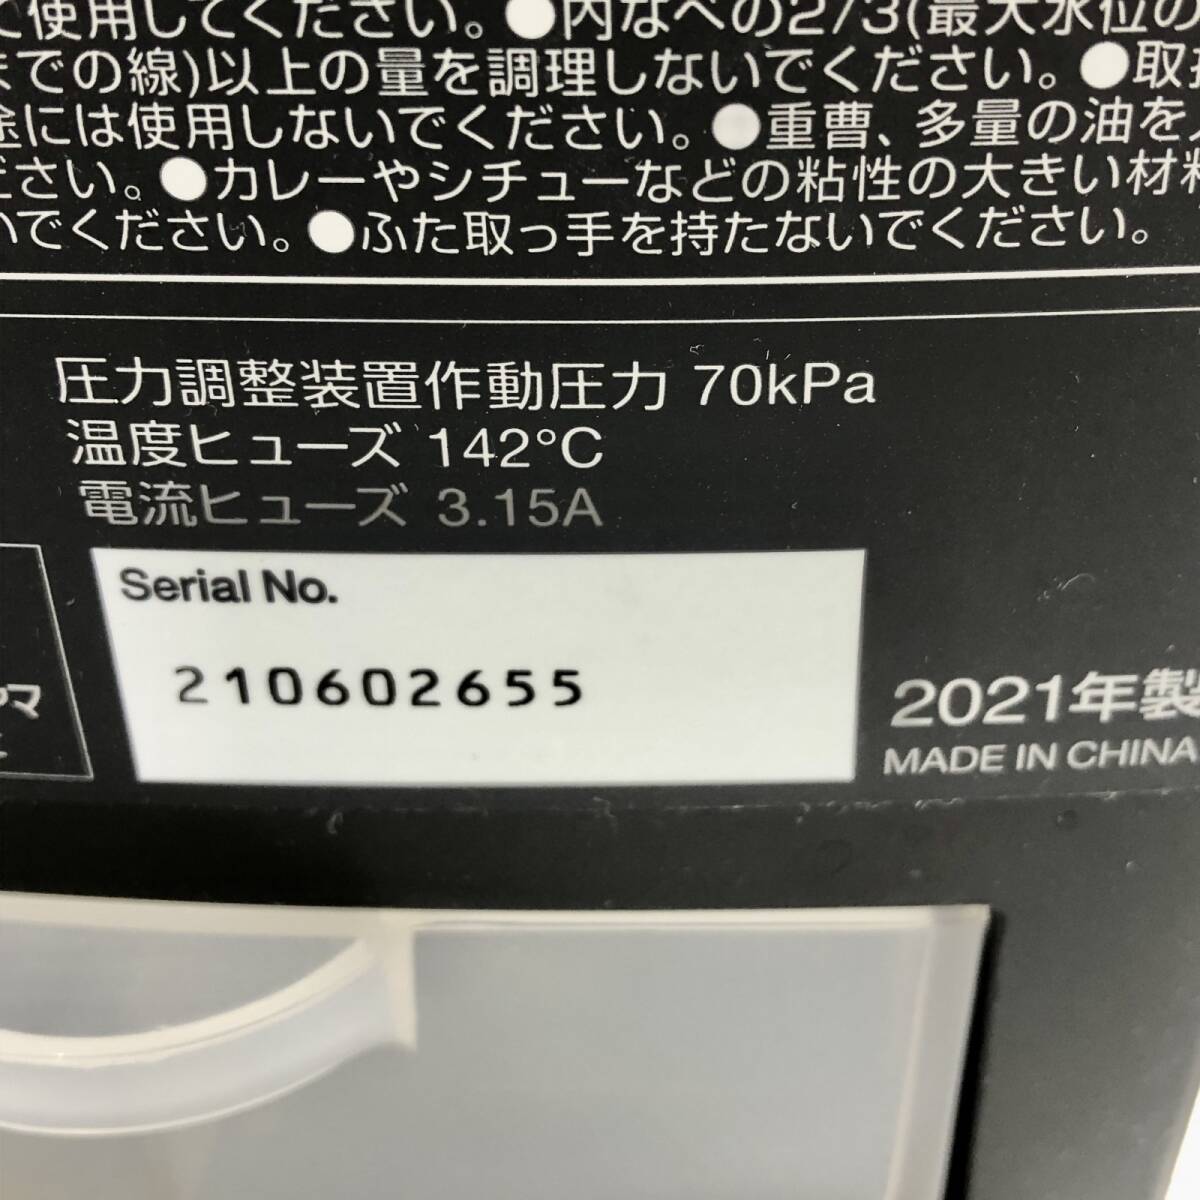 て使用してください。●内なべの2/3(最大水位の
までの線)以上の量を調理しないでください。●取
途には使用しないでください。●重曹、多量の油を
ださい。●カレーやシチューなどの粘性の大きい材料
いでください。●ふた取っ手を持たないでください。
圧力調整装置作動圧力 70kPa
温度ヒューズ 142°C
電流ヒューズ 3.15A
Serial No.
210602655
ヤマ
2021年製
MADE IN CHINA